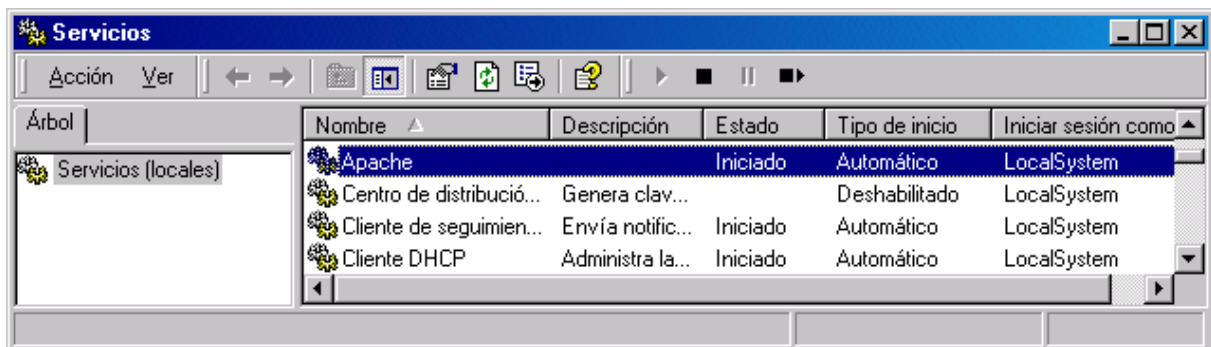 Servicios
Acción Ver
Árbol
Servicios (locales)
Nombre Descripción Estado Tipo de inicio Iniciar sesión como
Apache Iniciado Automático LocalSystem
Centro de distribució... Genera clav... Deshabilitado LocalSystem
Cliente de seguimien... Envía notific... Iniciado Automático LocalSystem
Cliente DHCP Administra la... Iniciado Automático LocalSystem